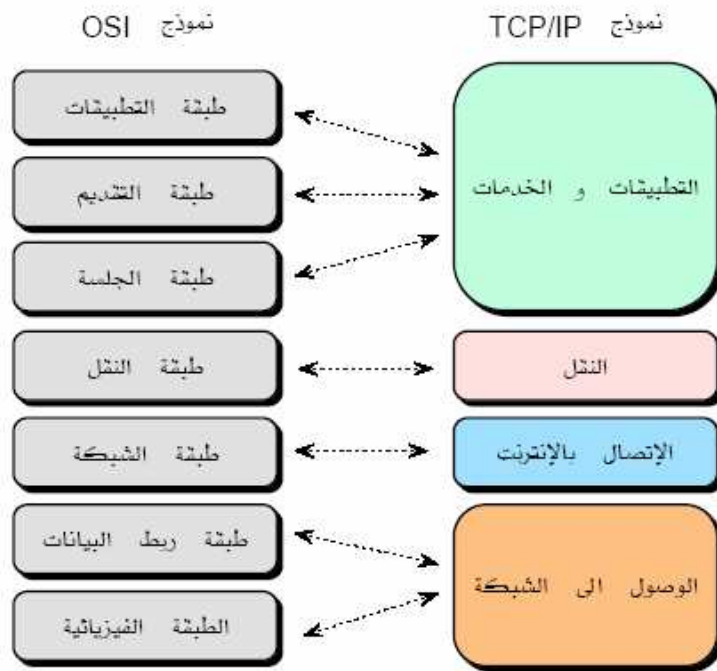 نموذج OSI
نموذج TCP/IP
طبقة التطبيقات
طبقة التقديم
طبقة الجلسة
التطبيقات و الخدمات
طبقة النقل
النقل
طبقة الشبكة
الإتصال بالإنترنت
طبقة ربط البيانات
الطبقة الفيزيائية
الوصول الى الشبكة